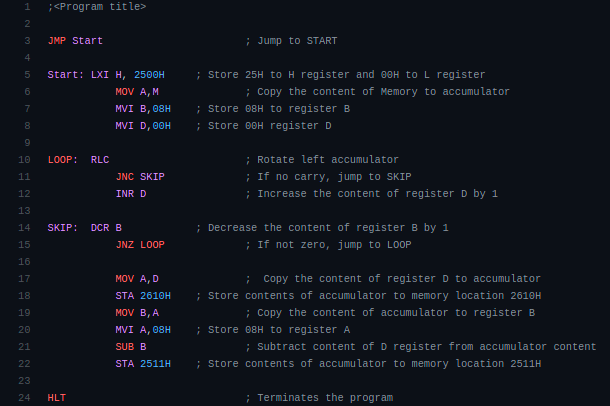 1 ;<Program title>
2
3 JMP Start ; Jump to START
4
5 Start: LXI H, 2500H ; Store 25H to H register and 00H to L register
6 MOV A,M ; Copy the content of Memory to accumulator
7 MVI B,08H ; Store 08H to register B
8 MVI D,00H ; Store 00H register D
9
10 LOOP: RLC ; Rotate left accumulator
11 JNC SKIP ; If no carry, jump to SKIP
12 INR D ; Increase the content of register D by 1
13
14 SKIP: DCR B ; Decrease the content of register B by 1
15 JNZ LOOP ; If not zero, jump to LOOP
16
17 MOV A,D ; Copy the content of register D to accumulator
18 STA 2610H ; Store contents of accumulator to memory location 2610H
19 MOV B,A ; Copy the content of accumulator to register B
20 MVI A,08H ; Store 08H to register A
21 SUB B ; Subtract content of D register from accumulator content
22 STA 2511H ; Store contents of accumulator to memory location 2511H
23
24 HLT ; Terminates the program